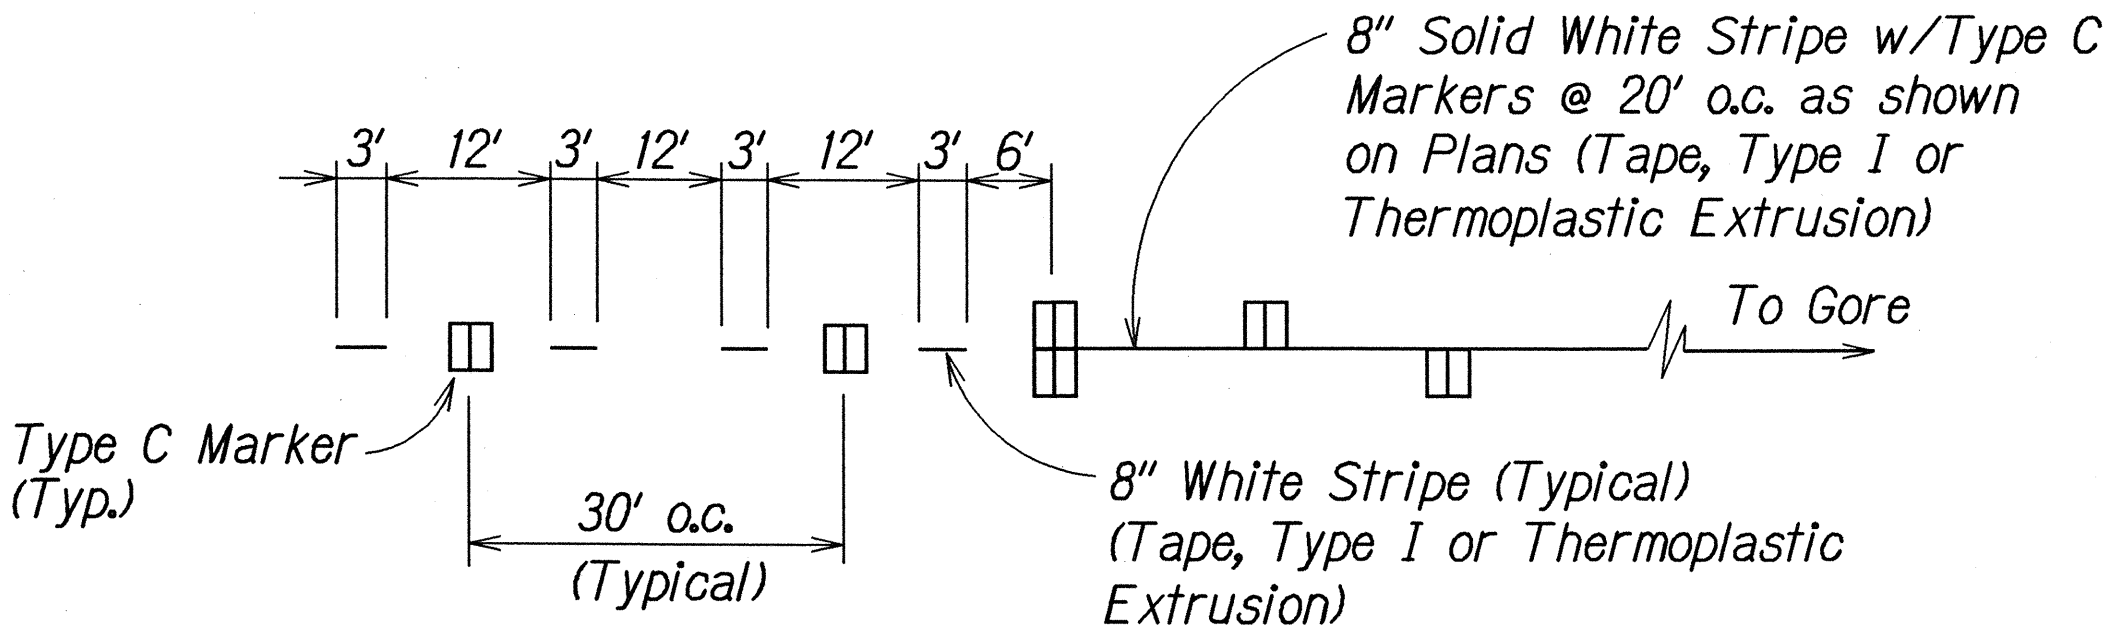 8" Solid White Stripe w/Type C
Markers @ 20' o.c. as shown
on Plans (Tape, Type I or
Thermoplastic Extrusion)
3' 12' 3' 12' 3' 12' 3' 6'
To Gore
Type C Marker
(Typ.)
30' o.c.
(Typical)
8" White Stripe (Typical)
(Tape, Type I or Thermoplastic
Extrusion)